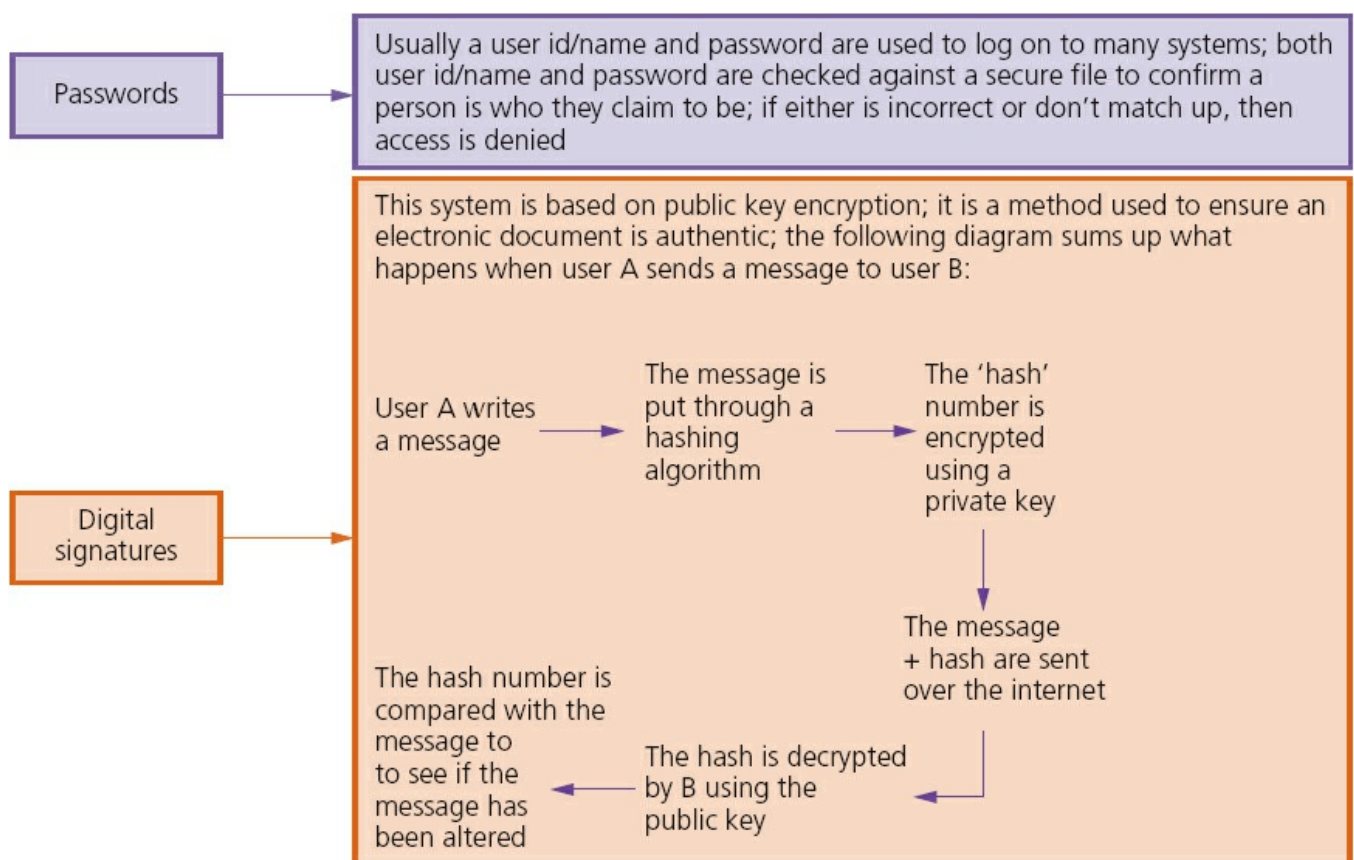 Passwords
Usually a user id/name and password are used to log on to many systems; both
user id/name and password are checked against a secure file to confirm a
person is who they claim to be; if either is incorrect or don’t match up, then
access is denied
Digital
signatures
This system is based on public key encryption; it is a method used to ensure an
electronic document is authentic; the following diagram sums up what
happens when user A sends a message to user B:
User A writes
a message
The message is
put through a
hashing
algorithm
The ‘hash’
number is
encrypted
using a
private key
The message
+ hash are sent
over the internet
The hash is decrypted
by B using the
public key
The hash number is
compared with the
message to
to see if the
message has
been altered